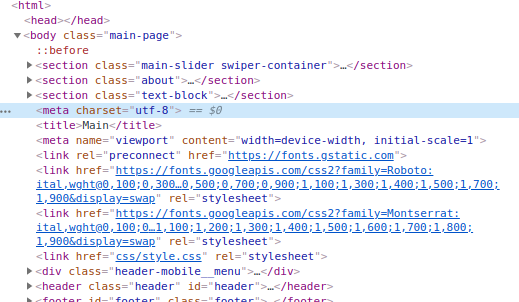 <html>
<head></head>
<body class="main-page">
::before
<section class="main-slider swiper-container">…</section>
<section class="about">…</section>
<section class="text-block">…</section>
… <meta charset="utf-8"> == $0
<title>Main</title>
<meta name="viewport" content="width=device-width, initial-scale=1">
<link rel="preconnect" href="https://fonts.gstatic.com">
<link href="https://fonts.googleapis.com/css2?family=Roboto:
ital,wght@0,100;0,300…0,500;0,700;0,900;1,100;1,300;1,400;1,500;1,700;
1,900&display=swap" rel="stylesheet">
<link href="https://fonts.googleapis.com/css2?family=Montserrat:
ital,wght@0,100;0…1,100;1,200;1,300;1,400;1,500;1,600;1,700;1,800;
1,900&display=swap" rel="stylesheet">
<link href="css/style.css" rel="stylesheet">
<div class="header-mobile__menu">…</div>
<header class="header" id="header">…</header>
<footer id="footer" class="footer">…</footer>